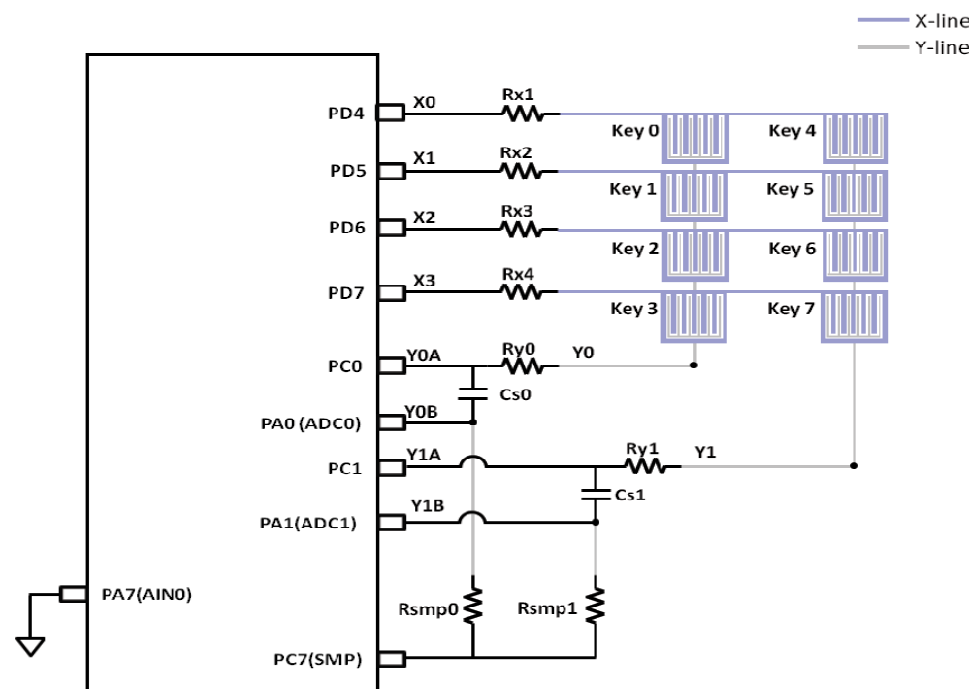 X-line
Y-line
PD4 X0 Rx1 Key 0 Key 4
PD5 X1 Rx2 Key 1 Key 5
PD6 X2 Rx3 Key 2 Key 6
PD7 X3 Rx4 Key 3 Key 7
PC0 Y0A Ry0 Y0
Cs0
PA0 (ADC0) Y0B
PC1 Y1A Ry1 Y1
Cs1
PA1(ADC1) Y1B
PA7(AIN0)
Rsmp0 Rsmp1
PC7(SMP)